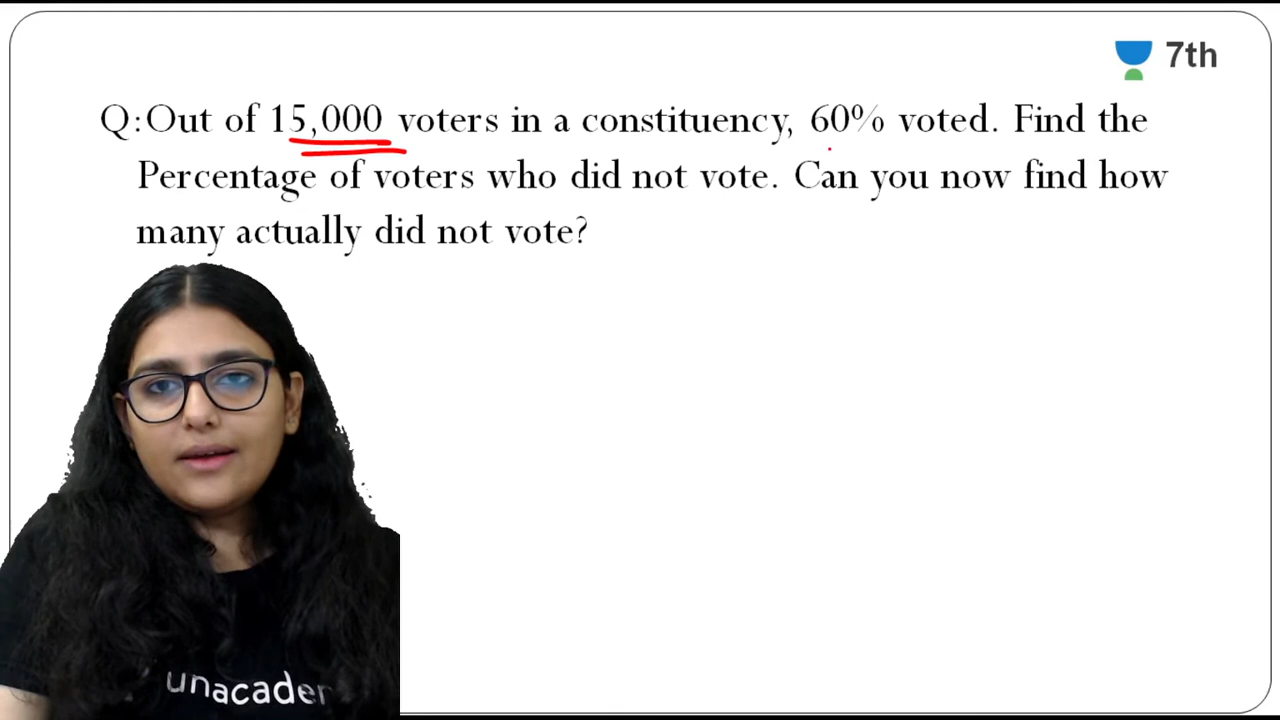 7th
Q:Out of 15,000 voters in a constituency, 60% voted. Find the
Percentage of voters who did not vote. Can you now find how
many actually did not vote?
unacade